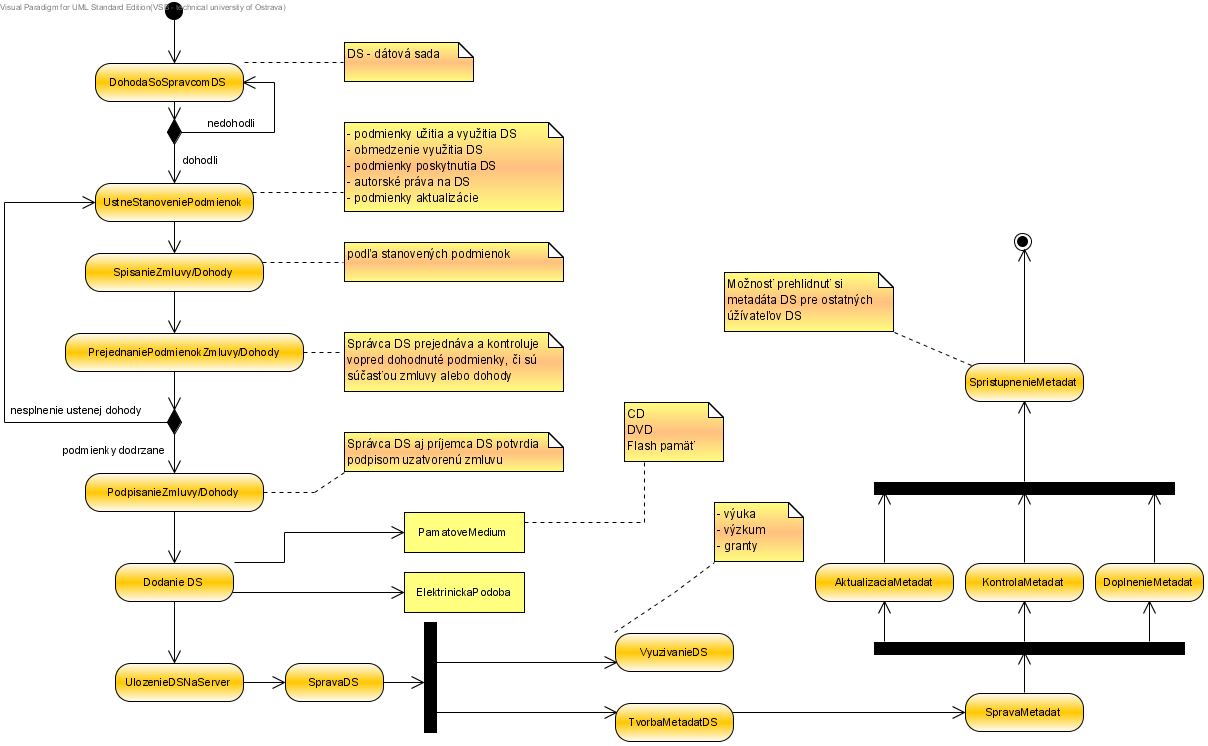 Visual Paradigm for UML Standard Edition(VSB - technical university of Ostrava)
DS - dátová sada
DohodaSoSpravcomDS
nedohodli
dohodli
- podmienky užitia a využitia DS
- obmedzenie využitia DS
- podmienky poskytnutia DS
- autorské práva na DS
- podmienky aktualizácie
UstneStanoveniePodmienok
podľa stanovených podmienok
SpisanieZmluvy/Dohody
Možnosť prehlidnuť si
metadáta DS pre ostatných
úžívateľov DS
Správca DS prejednáva a kontroluje
vopred dohodnuté podmienky, či sú
súčasťou zmluvy alebo dohody
PrejednaniePodmienokZmluvy/Dohody
SpristupnenieMetadat
nesplnenie ustenej dohody
CD
DVD
Flash pamäť
podmienky dodrzane
Správca DS aj príjemca DS potvrdia
podpisom uzatvorenú zmluvu
PodpisanieZmluvy/Dohody
PamatoveMedium
- výuka
- výzkum
- granty
Dodanie DS
ElektrinickaPodoba
AktualizaciaMetadat
KontrolaMetadat
DoplnenieMetadat
VyuzivanieDS
UlozenieDSNaServer
SpravaDS
TvorbaMetadatDS
SpravaMetadat